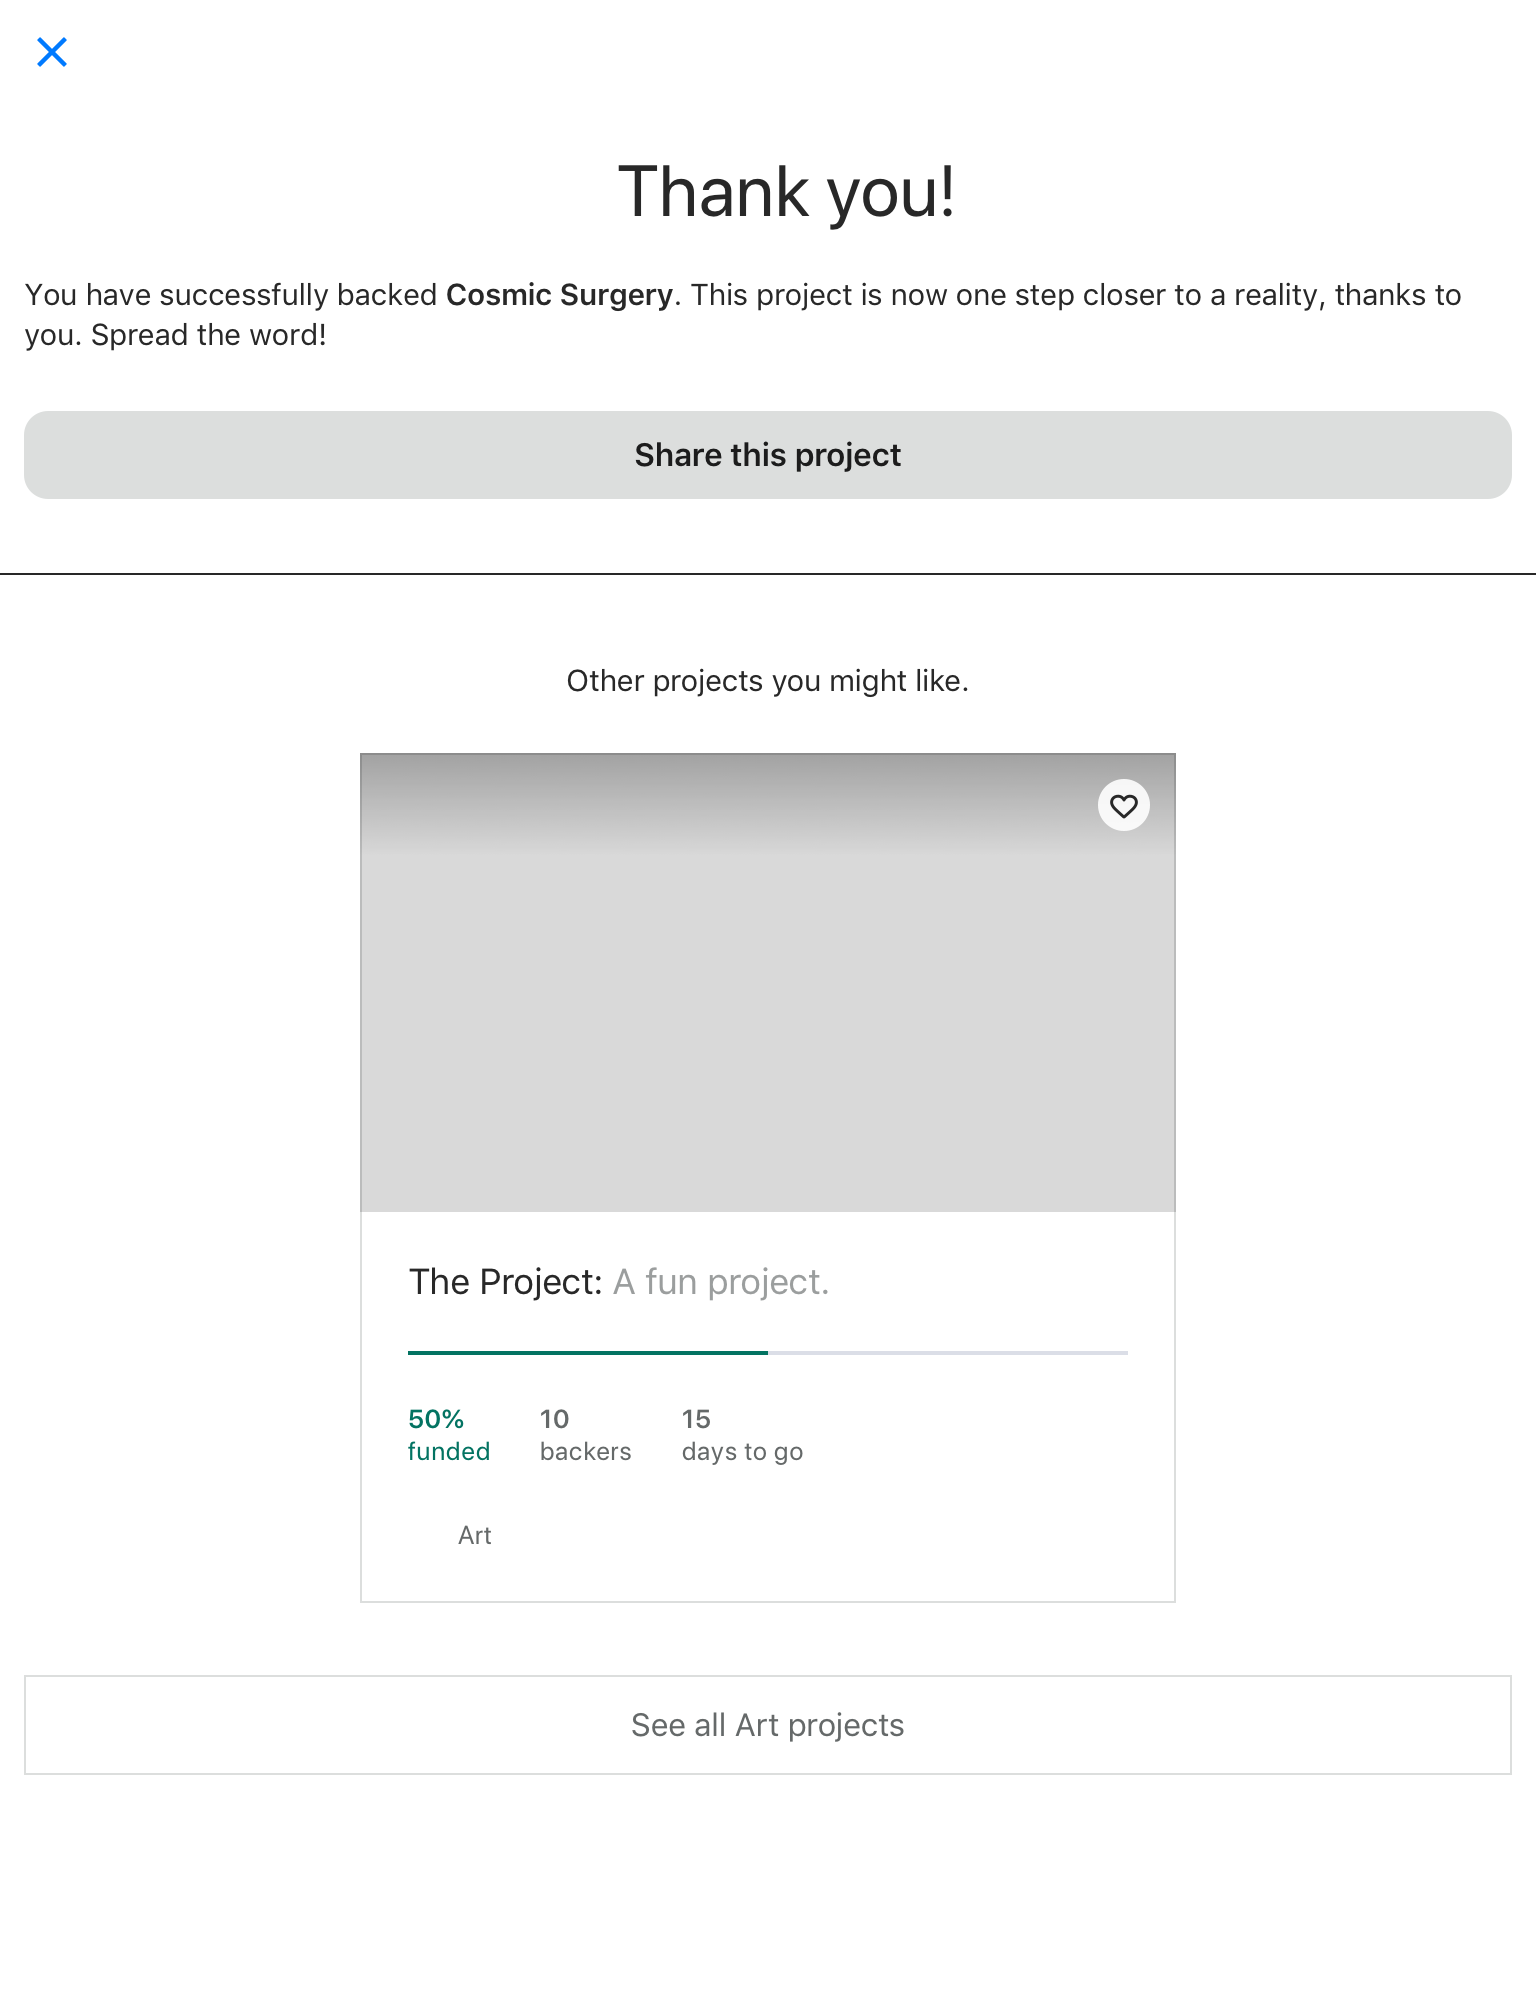 Thank you!
You have successfully backed Cosmic Surgery. This project is now one step closer to a reality, thanks to
you. Spread the word!
Share this project
Other projects you might like.
The Project: A fun project.
50%
funded
10
backers
15
days to go
Art
See all Art projects